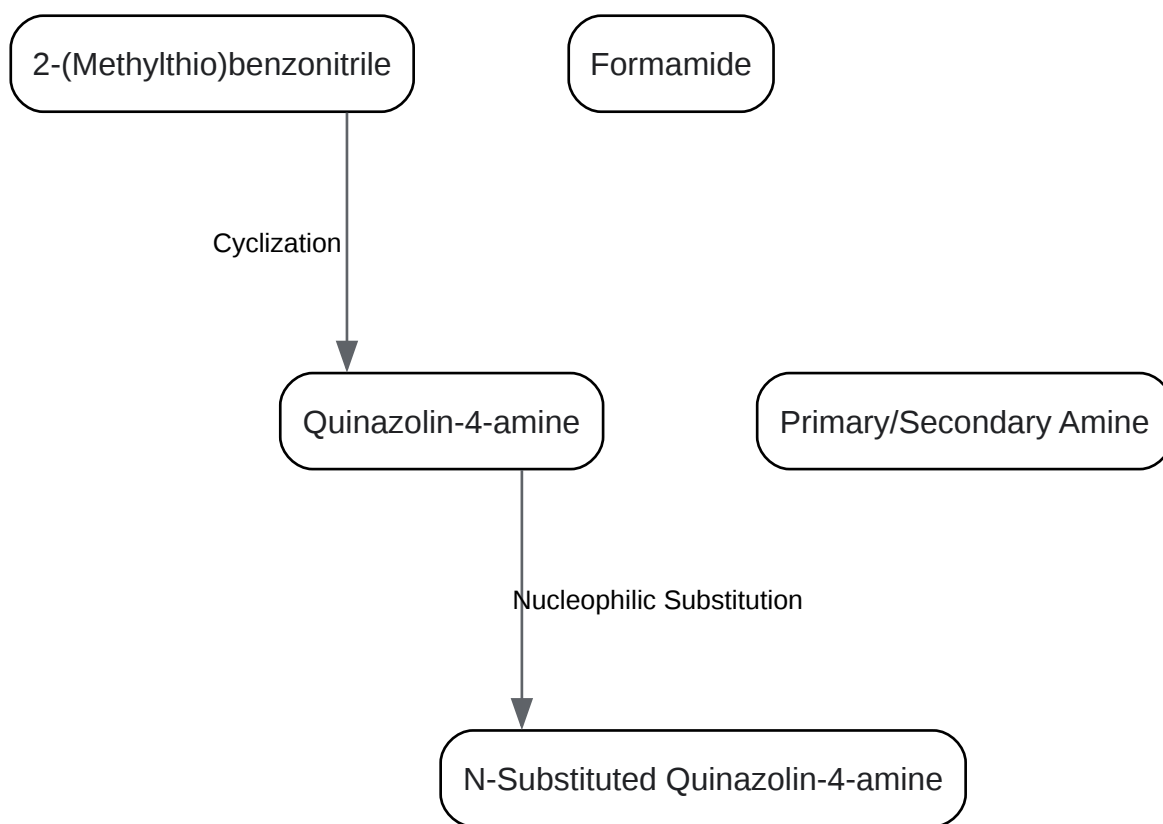 2-(Methylthio)benzonitrile
Formamide
Cyclization
Quinazolin-4-amine
Primary/Secondary Amine
Nucleophilic Substitution
N-Substituted Quinazolin-4-amine